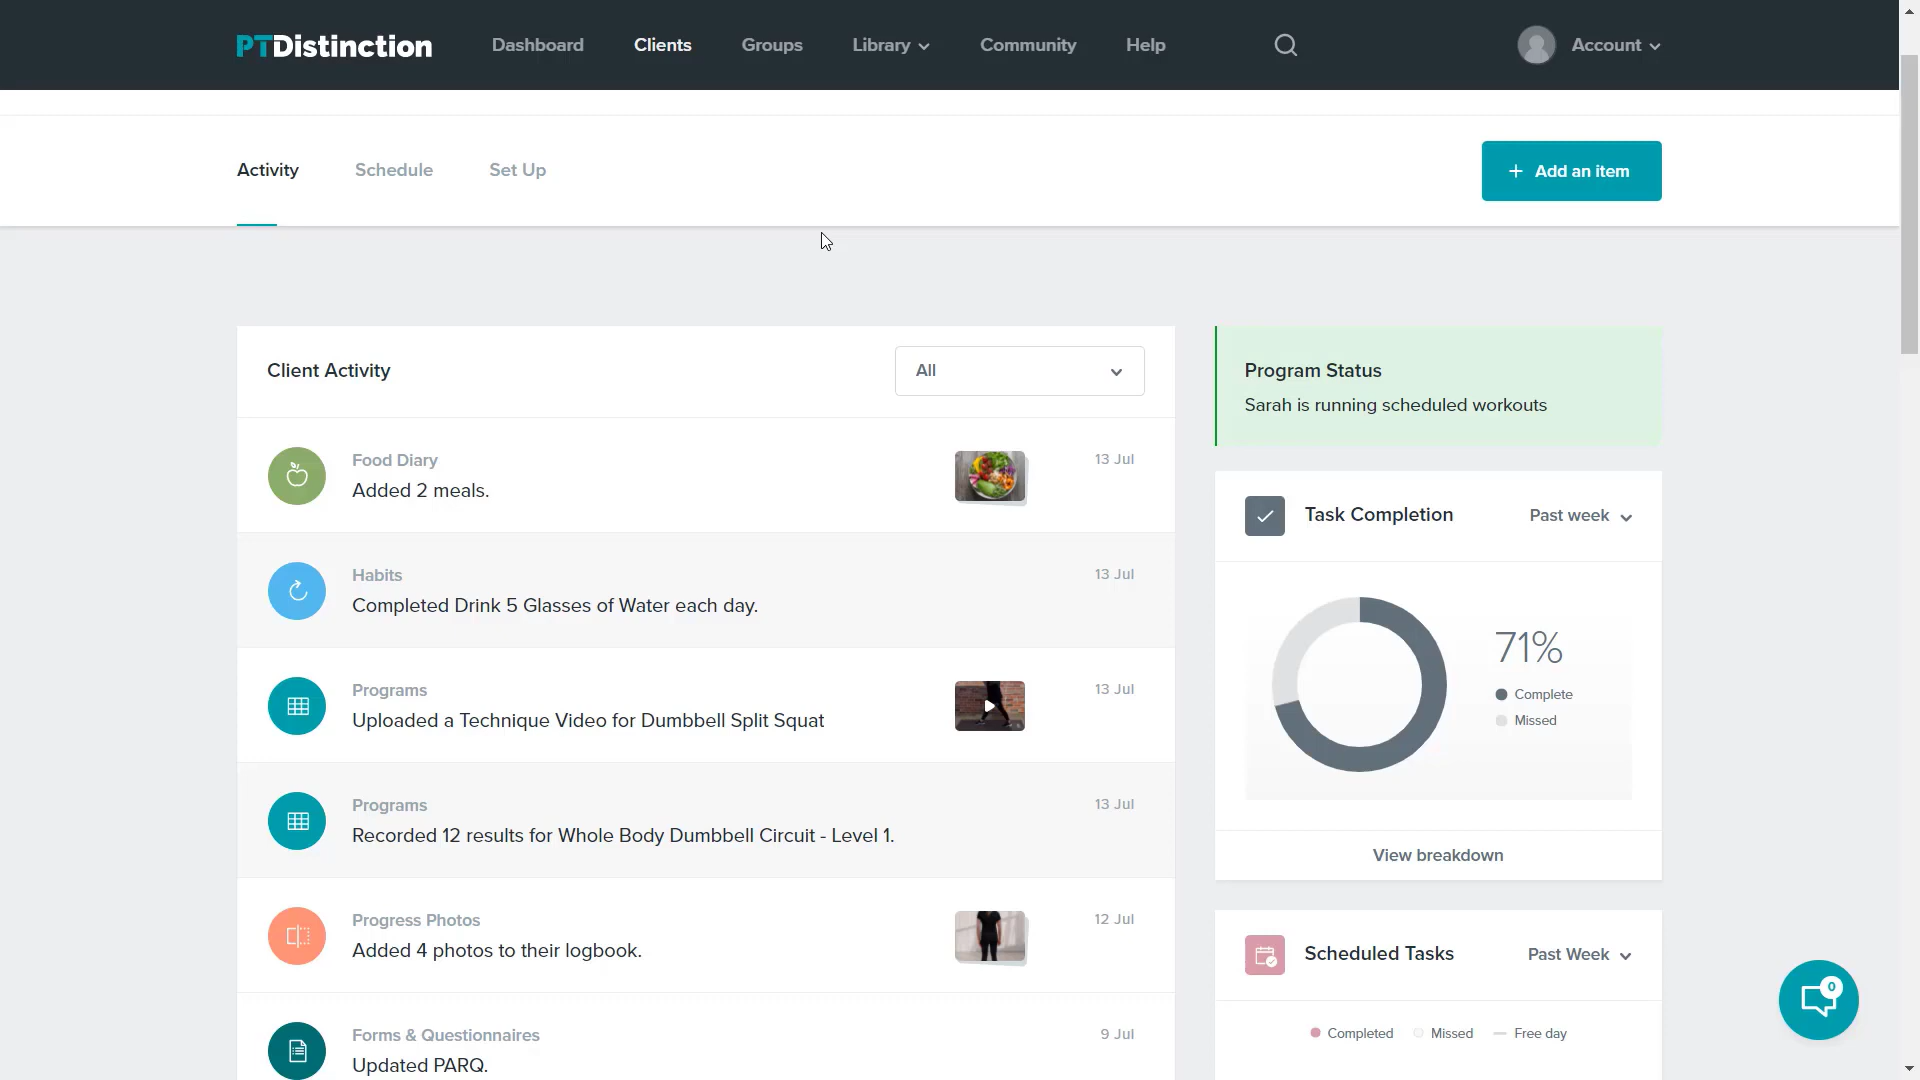 PTDistinction
Dashboard
Clients
Groups
Library
Community
Help
Account
Activity
Schedule
Set Up
+ Add an item
Client Activity
All
Food Diary
Added 2 meals.
13 Jul
Habits
Completed Drink 5 Glasses of Water each day.
13 Jul
Programs
Uploaded a Technique Video for Dumbbell Split Squat
13 Jul
Programs
Recorded 12 results for Whole Body Dumbbell Circuit - Level 1.
13 Jul
Progress Photos
Added 4 photos to their logbook.
12 Jul
Forms & Questionnaires
Updated PARQ.
9 Jul
Program Status
Sarah is running scheduled workouts
Task Completion
Past week
71%
Complete
Missed
View breakdown
Scheduled Tasks
Past Week
Completed
Missed
Free day
0